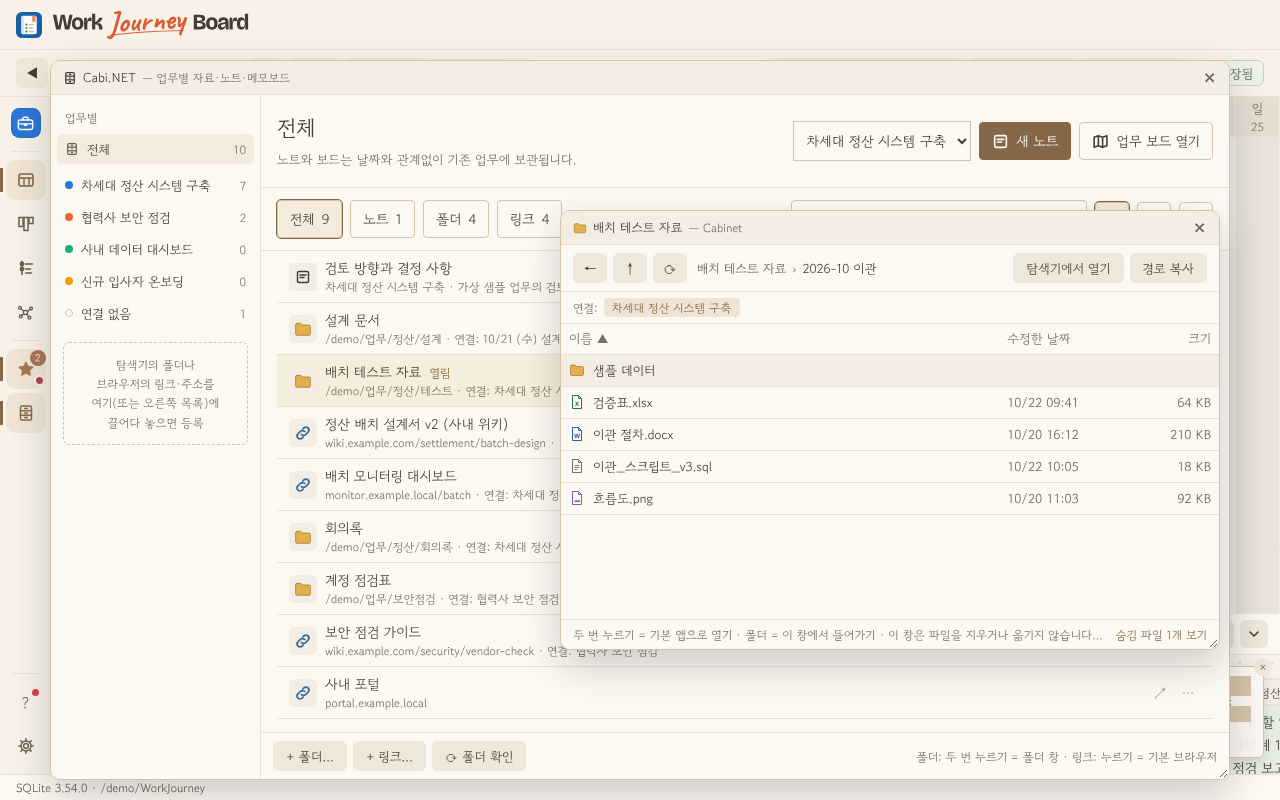 Work Journey Board
◀
Cabi.NET — 업무별 자료·노트·메모보드
✕
장됨
일
25
업무별
전체 10
차세대 정산 시스템 구축 7
협력사 보안 점검 2
사내 데이터 대시보드 0
신규 입사자 온보딩 0
연결 없음 1
탐색기의 폴더나
브라우저의 링크·주소를
여기(또는 오른쪽 목록)에
끌어다 놓으면 등록
2
?
전체
노트와 보드는 날짜와 관계없이 기존 업무에 보관됩니다.
차세대 정산 시스템 구축
새 노트
업무 보드 열기
전체 9
노트 1
폴더 4
링크 4
검토 방향과 결정 사항
차세대 정산 시스템 구축 · 가상 샘플 업무의 검토
설계 문서
/demo/업무/정산/설계 · 연결: 10/21 (수) 설계
배치 테스트 자료 열림
/demo/업무/정산/테스트 · 연결: 차세대 정산
정산 배치 설계서 v2 (사내 위키)
wiki.example.com/settlement/batch-design ·
배치 모니터링 대시보드
monitor.example.local/batch · 연결: 차세대 정
회의록
/demo/업무/정산/회의록 · 연결: 차세대 정산
계정 점검표
/demo/업무/보안점검 · 연결: 협력사 보안 점검
보안 점검 가이드
wiki.example.com/security/vendor-check · 연결: 협력사 보안 점검
사내 포털
portal.example.local
배치 테스트 자료 — Cabinet
✕
← ↑ ⟳ 배치 테스트 자료 › 2026-10 이관
탐색기에서 열기
경로 복사
연결: 차세대 정산 시스템 구축
이름 ▲ 수정한 날짜 크기
샘플 데이터
검증표.xlsx 10/22 09:41 64 KB
이관 절차.docx 10/20 16:12 210 KB
이관_스크립트_v3.sql 10/22 10:05 18 KB
흐름도.png 10/20 11:03 92 KB
두 번 누르기 = 기본 앱으로 열기 · 폴더 = 이 창에서 들어가기 · 이 창은 파일을 지우거나 옮기지 않습니다... 숨김 파일 1개 보기
+ 폴더...
+ 링크...
⟳ 폴더 확인
폴더: 두 번 누르기 = 폴더 창 · 링크: 누르기 = 기본 브라우저
점검 보고
SQLite 3.54.0 · /demo/WorkJourney